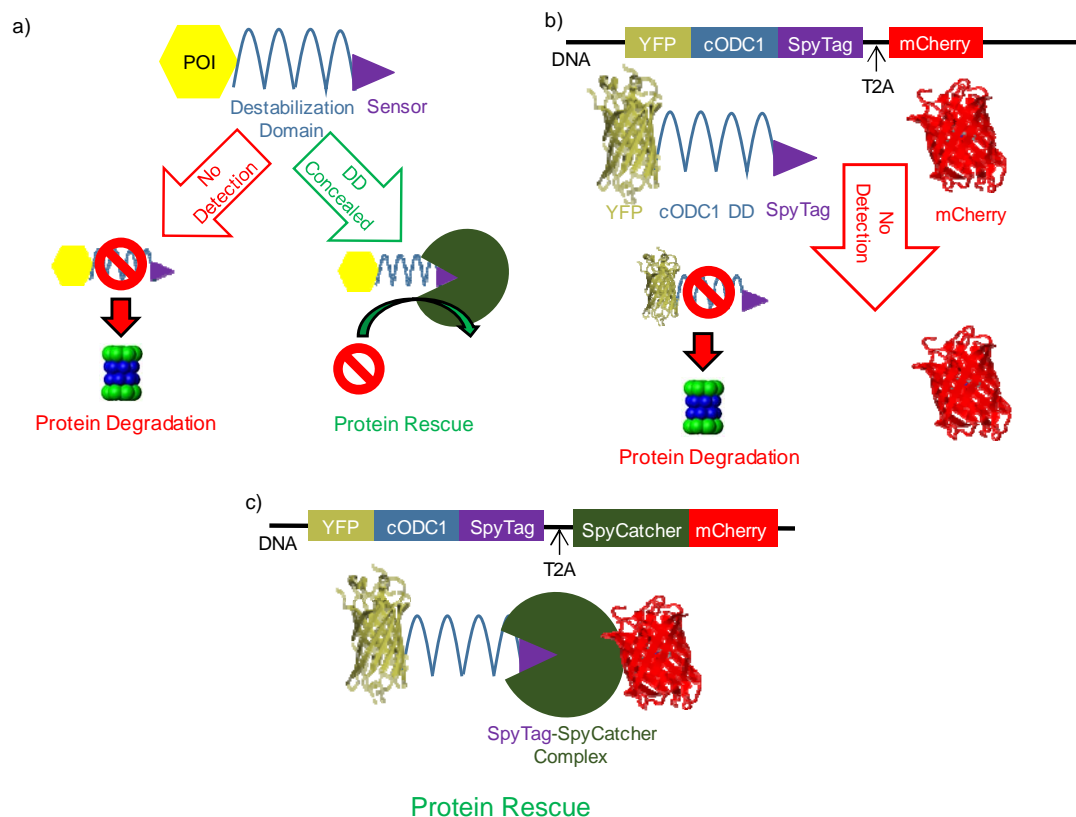 a)
POI
Destabilization
Domain
Sensor
No
Detection
DD
Concealed
Protein Degradation
Protein Rescue
b)
DNA
YFP
cODC1
SpyTag
mCherry
T2A
YFP
cODC1 DD
SpyTag
mCherry
No
Detection
Protein Degradation
c)
DNA
YFP
cODC1
SpyTag
SpyCatcher
mCherry
T2A
SpyTag-SpyCatcher
Complex
Protein Rescue